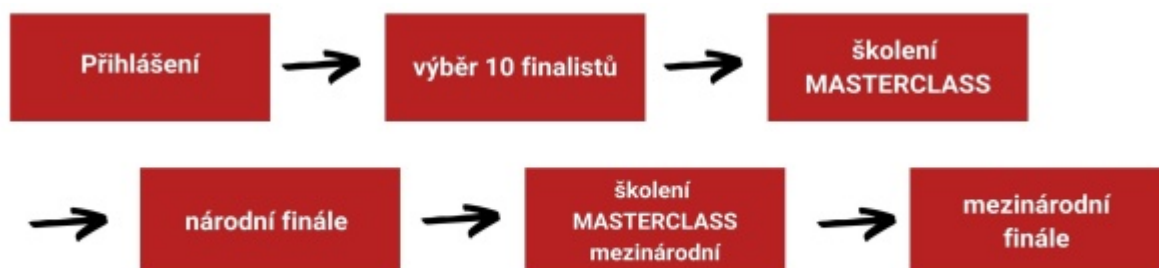 Přihlášení
výběr 10 finalistů
školení
MASTERCLASS
národní finále
školení
MASTERCLASS
mezinárodní
mezinárodní
finále